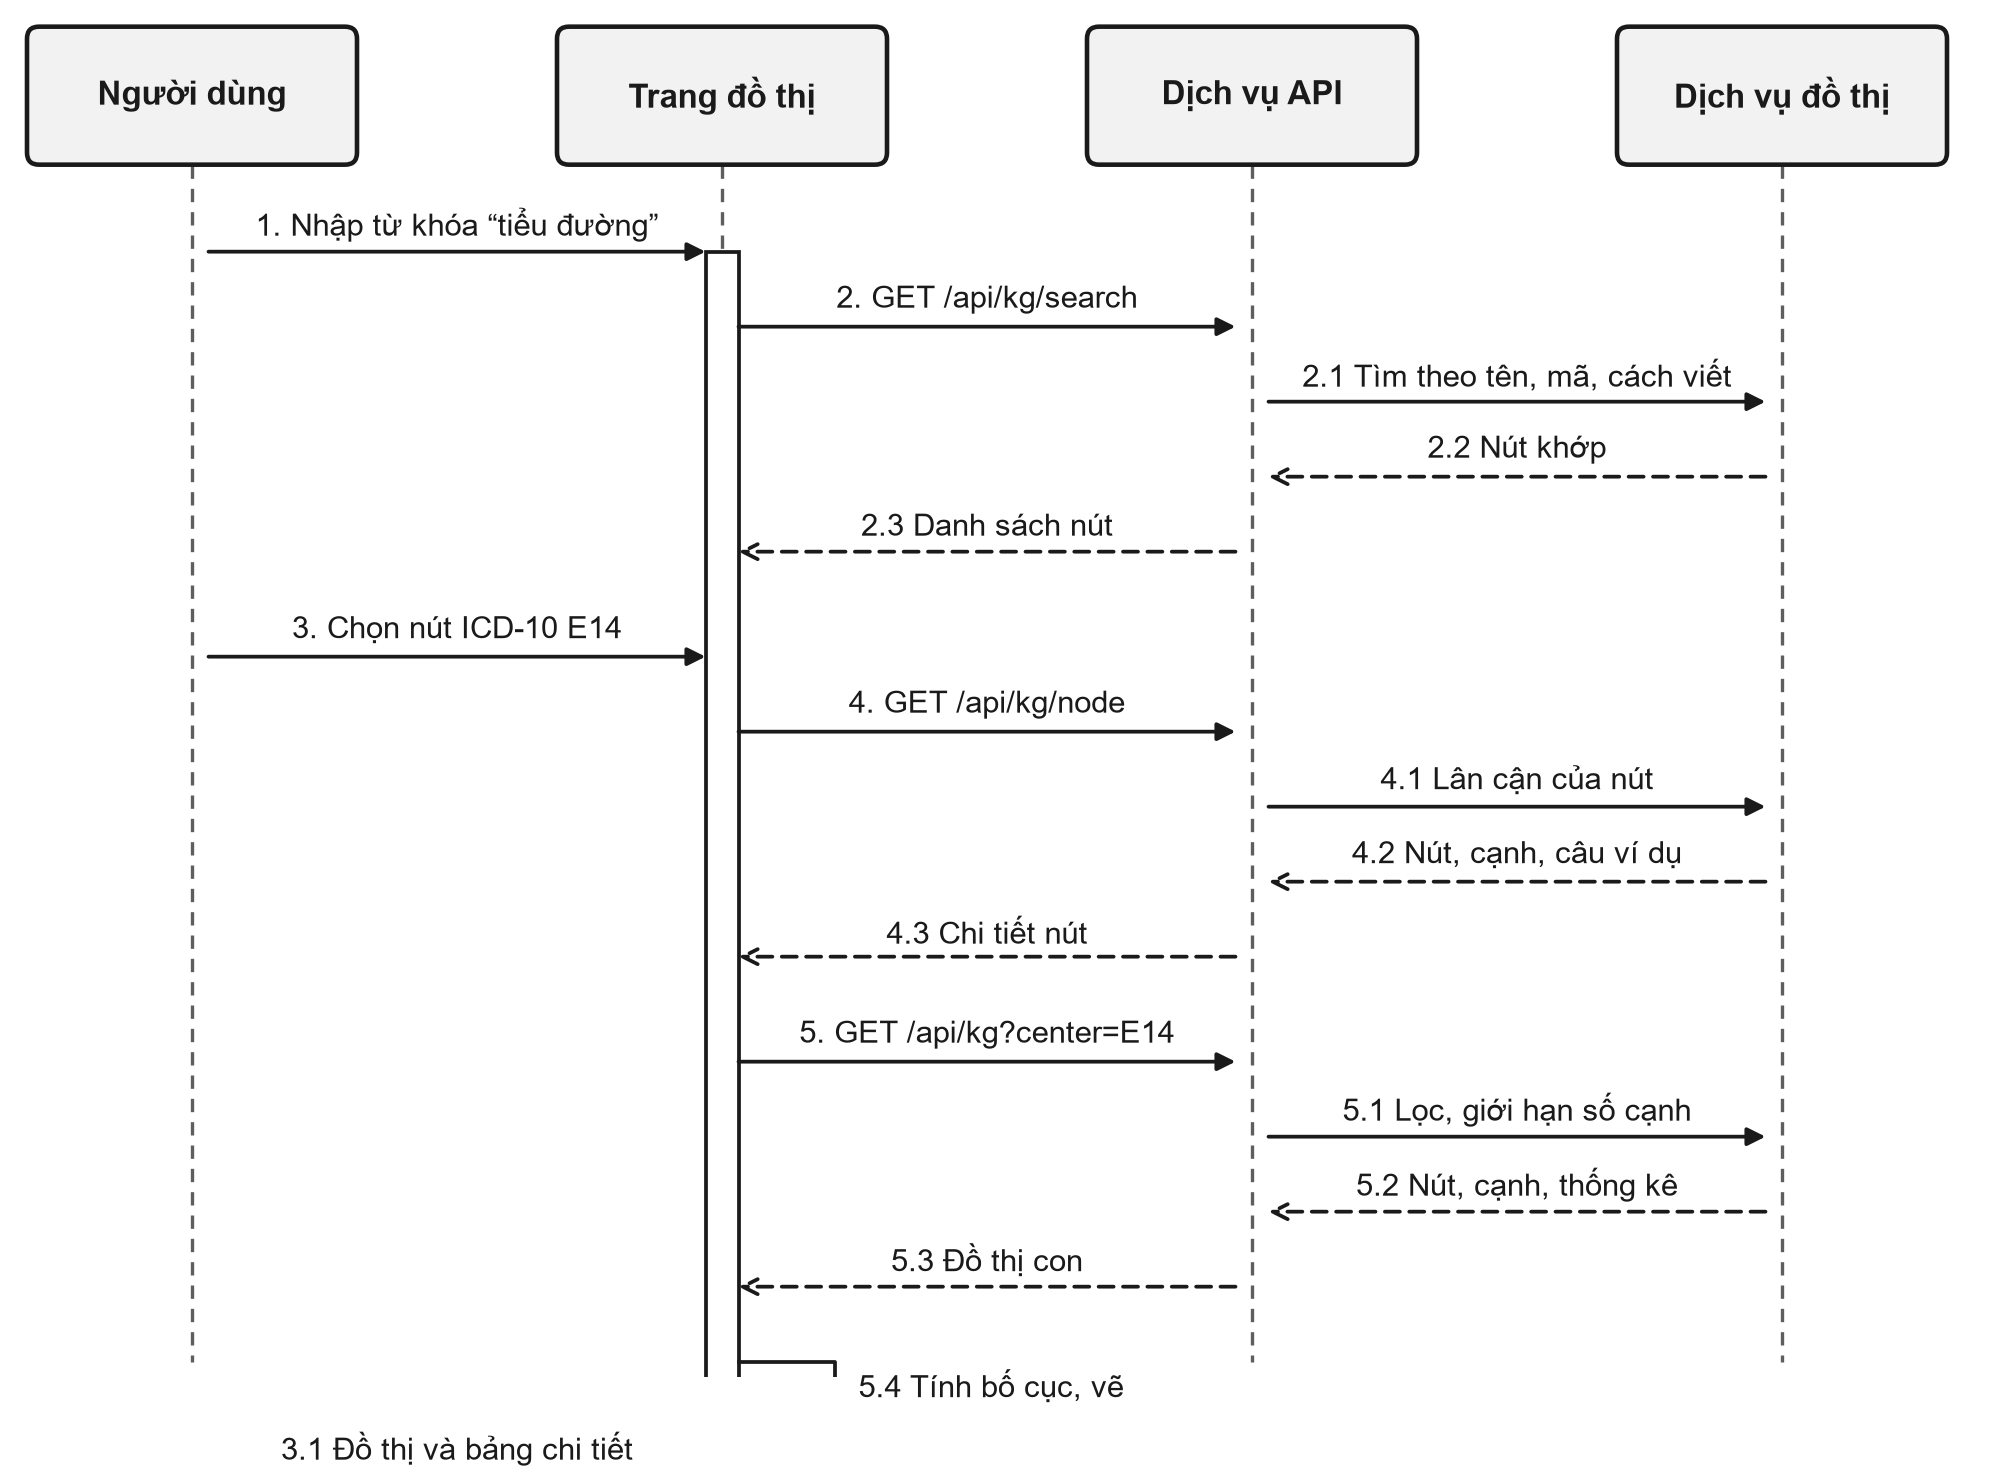 Người dùng
Trang đồ thị
Dịch vụ API
Dịch vụ đồ thị
1. Nhập từ khóa “tiểu đường”
2. GET /api/kg/search
2.1 Tìm theo tên, mã, cách viết
2.2 Nút khớp
2.3 Danh sách nút
3. Chọn nút ICD-10 E14
4. GET /api/kg/node
4.1 Lân cận của nút
4.2 Nút, cạnh, câu ví dụ
4.3 Chi tiết nút
5. GET /api/kg?center=E14
5.1 Lọc, giới hạn số cạnh
5.2 Nút, cạnh, thống kê
5.3 Đồ thị con
5.4 Tính bố cục, vẽ
3.1 Đồ thị và bảng chi tiết